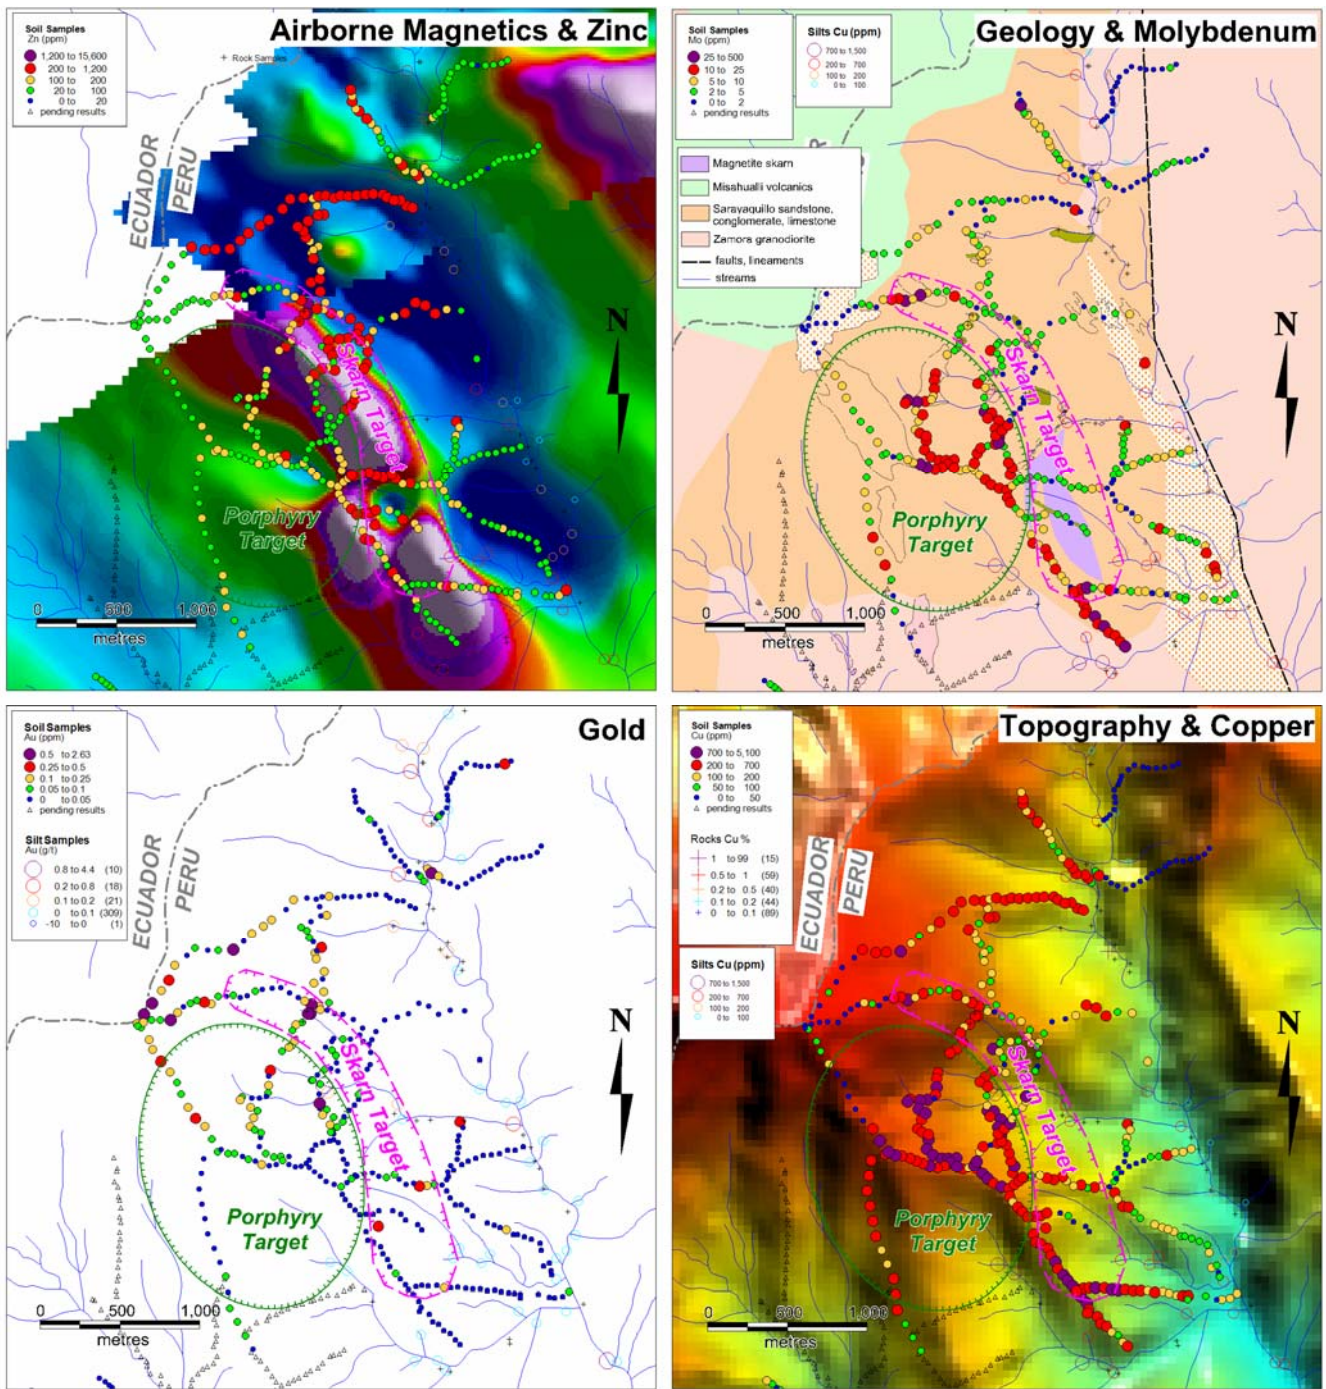 Airborne Magnetics & Zinc
Soil Samples
Zn (ppm)
1,200 to 15,600
200 to 1,200
100 to 200
20 to 100
0 to 20
pending results
Rock Samples
ECUADOR
PERU
N
Skarn Target
Porphyry
Target
0 500 1,000
metres
Geology & Molybdenum
Soil Samples
Mo (ppm)
25 to 500
10 to 25
5 to 10
2 to 5
0 to 2
pending results
Silts Cu (ppm)
700 to 1,500
200 to 700
100 to 200
0 to 100
Magnetite skarn
Misahualli volcanics
Sarayaquillo sandstone,
conglomerate, limestone
Zamora granodiorite
faults, lineaments
streams
N
Skarn Target
Porphyry
Target
0 500 1,000
metres
Gold
Soil Samples
Au (ppm)
0.5 to 2.63
0.25 to 0.5
0.1 to 0.25
0.05 to 0.1
0 to 0.05
pending results
Silt Samples
Au (g/t)
0.8 to 4.4 (10)
0.2 to 0.8 (18)
0.1 to 0.2 (21)
0 to 0.1 (309)
-10 to 0 (1)
ECUADOR
PERU
N
Skarn Target
Porphyry
Target
0 500 1,000
metres
Topography & Copper
Soil Samples
Cu (ppm)
700 to 5,100
200 to 700
100 to 200
50 to 100
0 to 50
pending results
Rocks Cu %
1 to 99 (15)
0.5 to 1 (59)
0.2 to 0.5 (40)
0.1 to 0.2 (44)
0 to 0.1 (89)
Silts Cu (ppm)
700 to 1,500
200 to 700
100 to 200
0 to 100
ECUADOR
PERU
N
Skarn Target
Porphyry
Target
0 500 1,000
metres